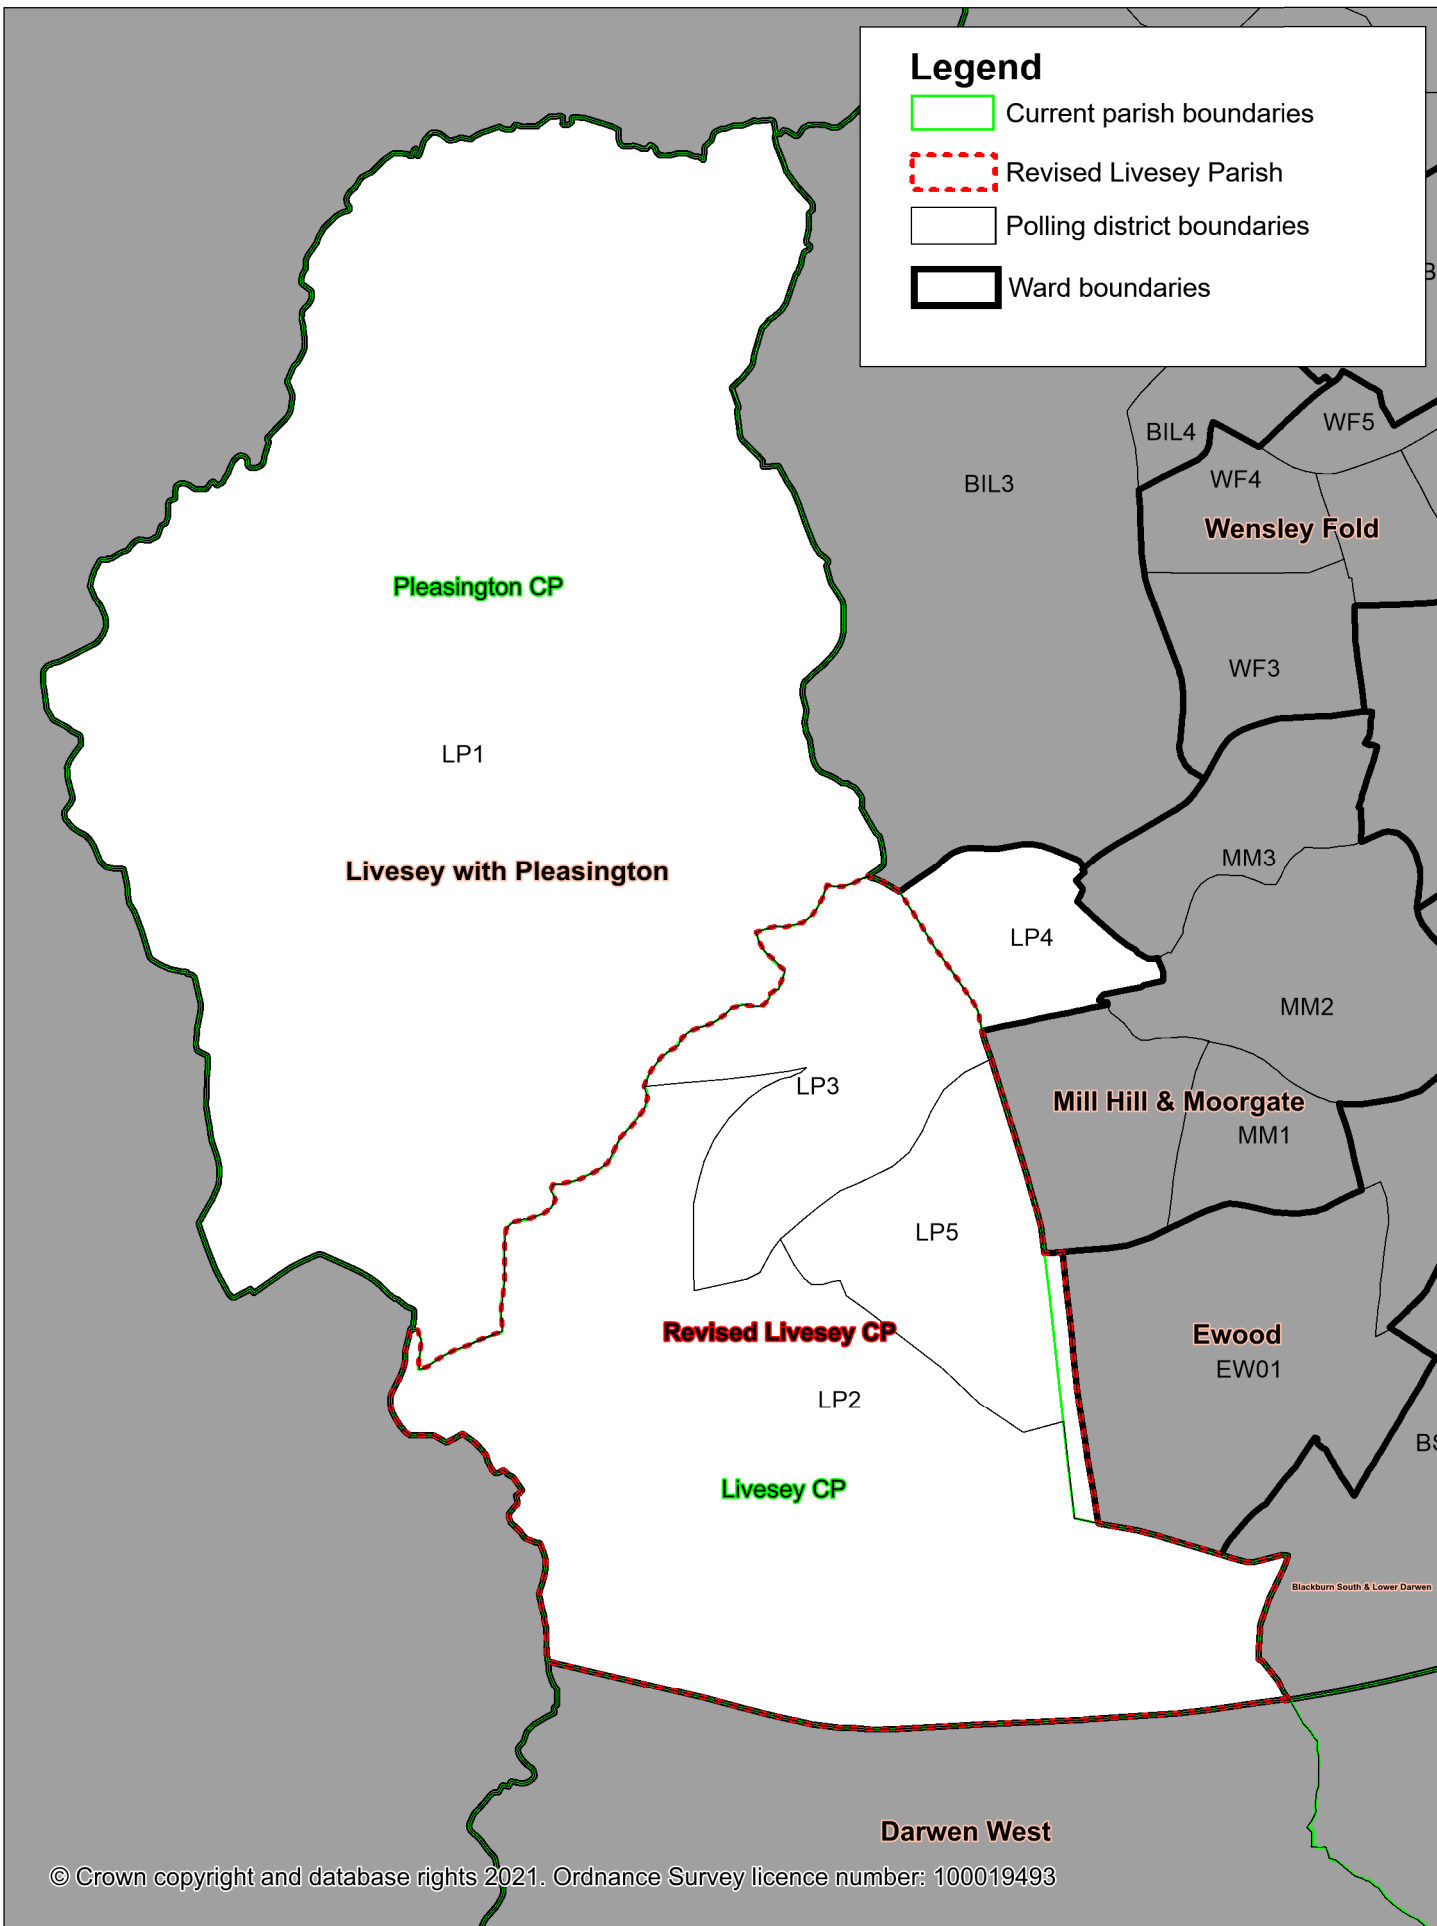 Legend
Current parish boundaries
Revised Livesey Parish
Polling district boundaries
Ward boundaries
WF5
BIL4
WF4
BIL3
Wensley Fold
Pleasington CP
WF3
LP1
MM3
Livesey with Pleasington
LP4
MM2
LP3
Mill Hill & Moorgate
MM1
LP5
Revised Livesey CP
Ewood
EW01
LP2
Livesey CP
Blackburn South & Lower Darwen
Darwen West
© Crown copyright and database rights 2021. Ordnance Survey licence number: 100019493